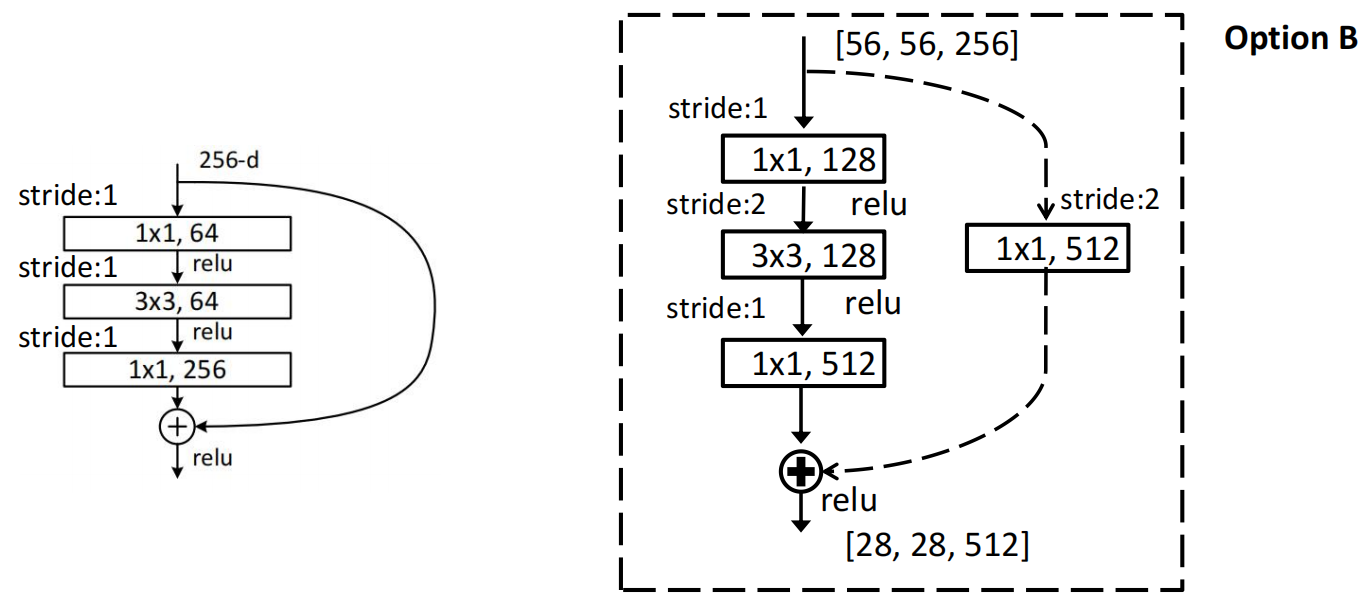 256-d
stride:1
1x1, 64
stride:1
relu
3x3, 64
stride:1
relu
1x1, 256
relu
Option B
[56, 56, 256]
stride:1
1x1, 128
stride:2
relu
stride:2
3x3, 128
1x1, 512
stride:1
relu
1x1, 512
relu
[28, 28, 512]